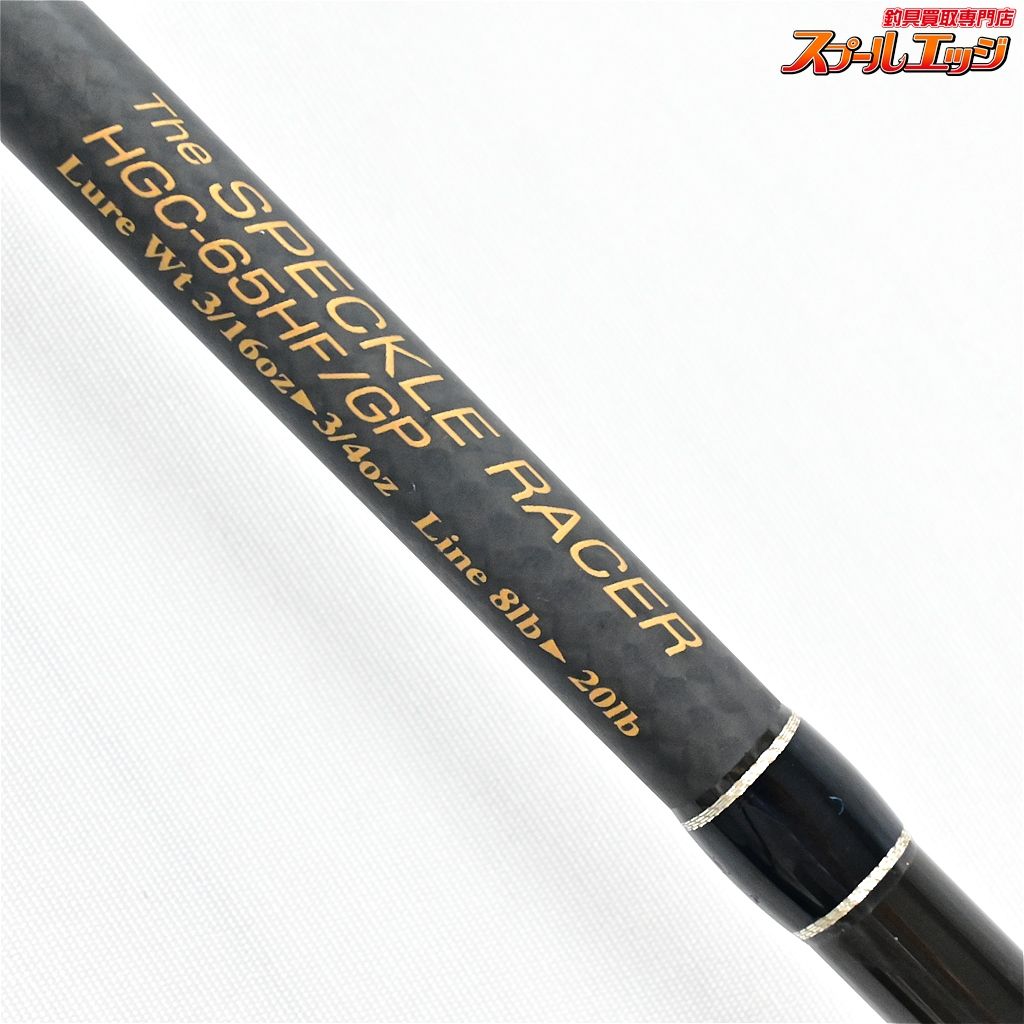 釣具買取専門店
スプールエッジ
The SPECKLE RACER
HGC-65HF/GP
Lure Wt 3/16oz▶3/4oz Line 8lb▶20lb